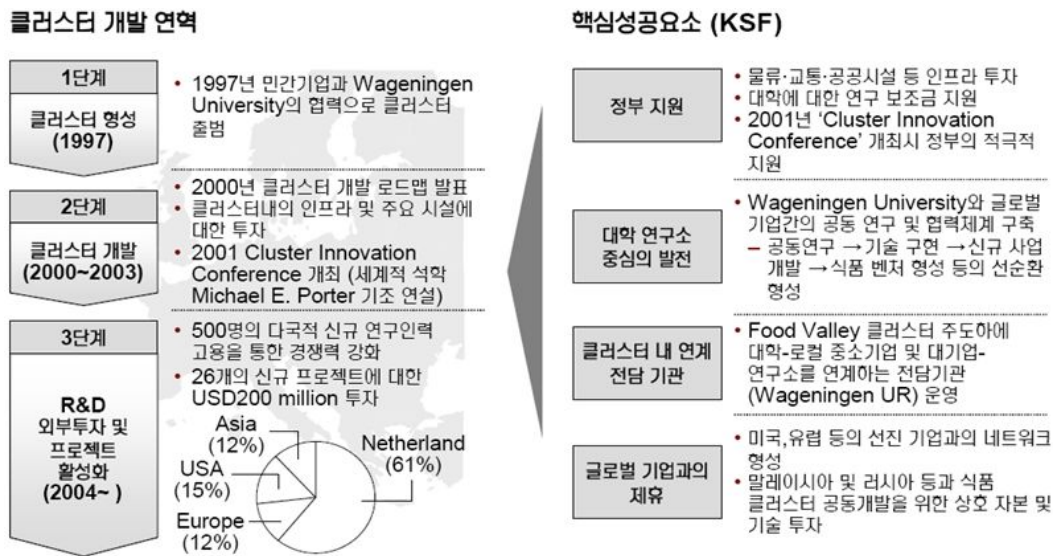 클러스터 개발 연혁
1단계
클러스터 형성
(1997)
• 1997년 민간기업과 Wageningen
University의 협력으로 클러스터
출범
2단계
클러스터 개발
(2000~2003)
• 2000년 클러스터 개발 로드맵 발표
• 클러스터내의 인프라 및 주요 시설에
대한 투자
• 2001 Cluster Innovation
Conference 개최 (세계적 석학
Michael E. Porter 기조 연설)
3단계
R&D
외부투자 및
프로젝트
활성화
(2004~ )
• 500명의 다국적 신규 연구인력
고용을 통한 경쟁력 강화
• 26개의 신규 프로젝트에 대한
USD200 million 투자
Asia
(12%)
USA
(15%)
Europe
(12%)
Netherland
(61%)
핵심성공요소 (KSF)
정부 지원
• 물류·교통·공공시설 등 인프라 투자
• 대학에 대한 연구 보조금 지원
• 2001년 ‘Cluster Innovation
Conference’ 개최시 정부의 적극적
지원
대학 연구소
중심의 발전
• Wageningen University와 글로벌
기업간의 공동 연구 및 협력체계 구축
– 공동연구 →기술 구현 →신규 사업
개발 →식품 벤처 형성 등의 선순환
형성
클러스터 내 연계
전담 기관
• Food Valley 클러스터 주도하에
대학-로컬 중소기업 및 대기업-
연구소를 연계하는 전담기관
(Wageningen UR) 운영
글로벌 기업과의
제휴
• 미국,유럽 등의 선진 기업과의 네트워크
형성
• 말레이시아 및 러시아 등과 식품
클러스터 공동개발을 위한 상호 자본 및
기술 투자